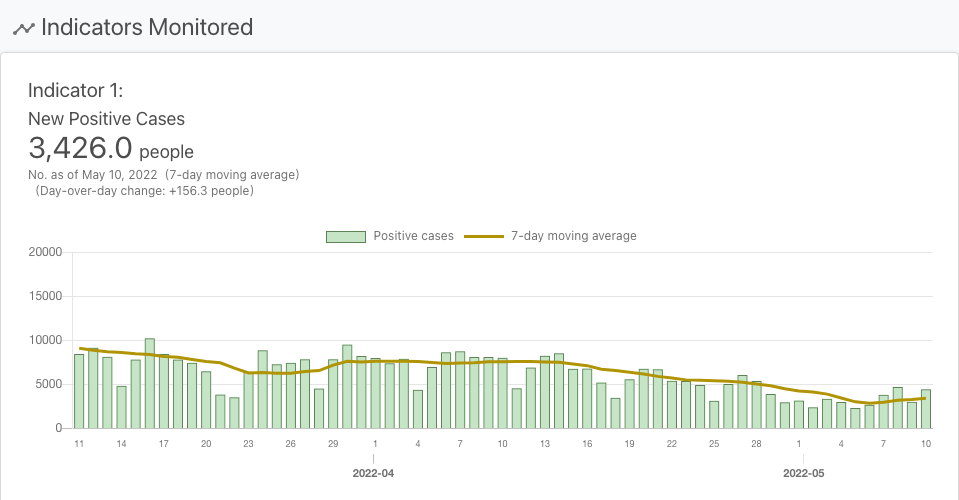 Indicators Monitored
Indicator 1:
New Positive Cases
3,426.0 people
No. as of May 10, 2022 (7-day moving average)
(Day-over-day change: +156.3 people)
Positive cases 7-day moving average
20000
15000
10000
5000
0
11 14 17 20 23 26 29 1 4 7 10 13 16 19 22 25 28 1 4 7 10
2022-04 2022-05